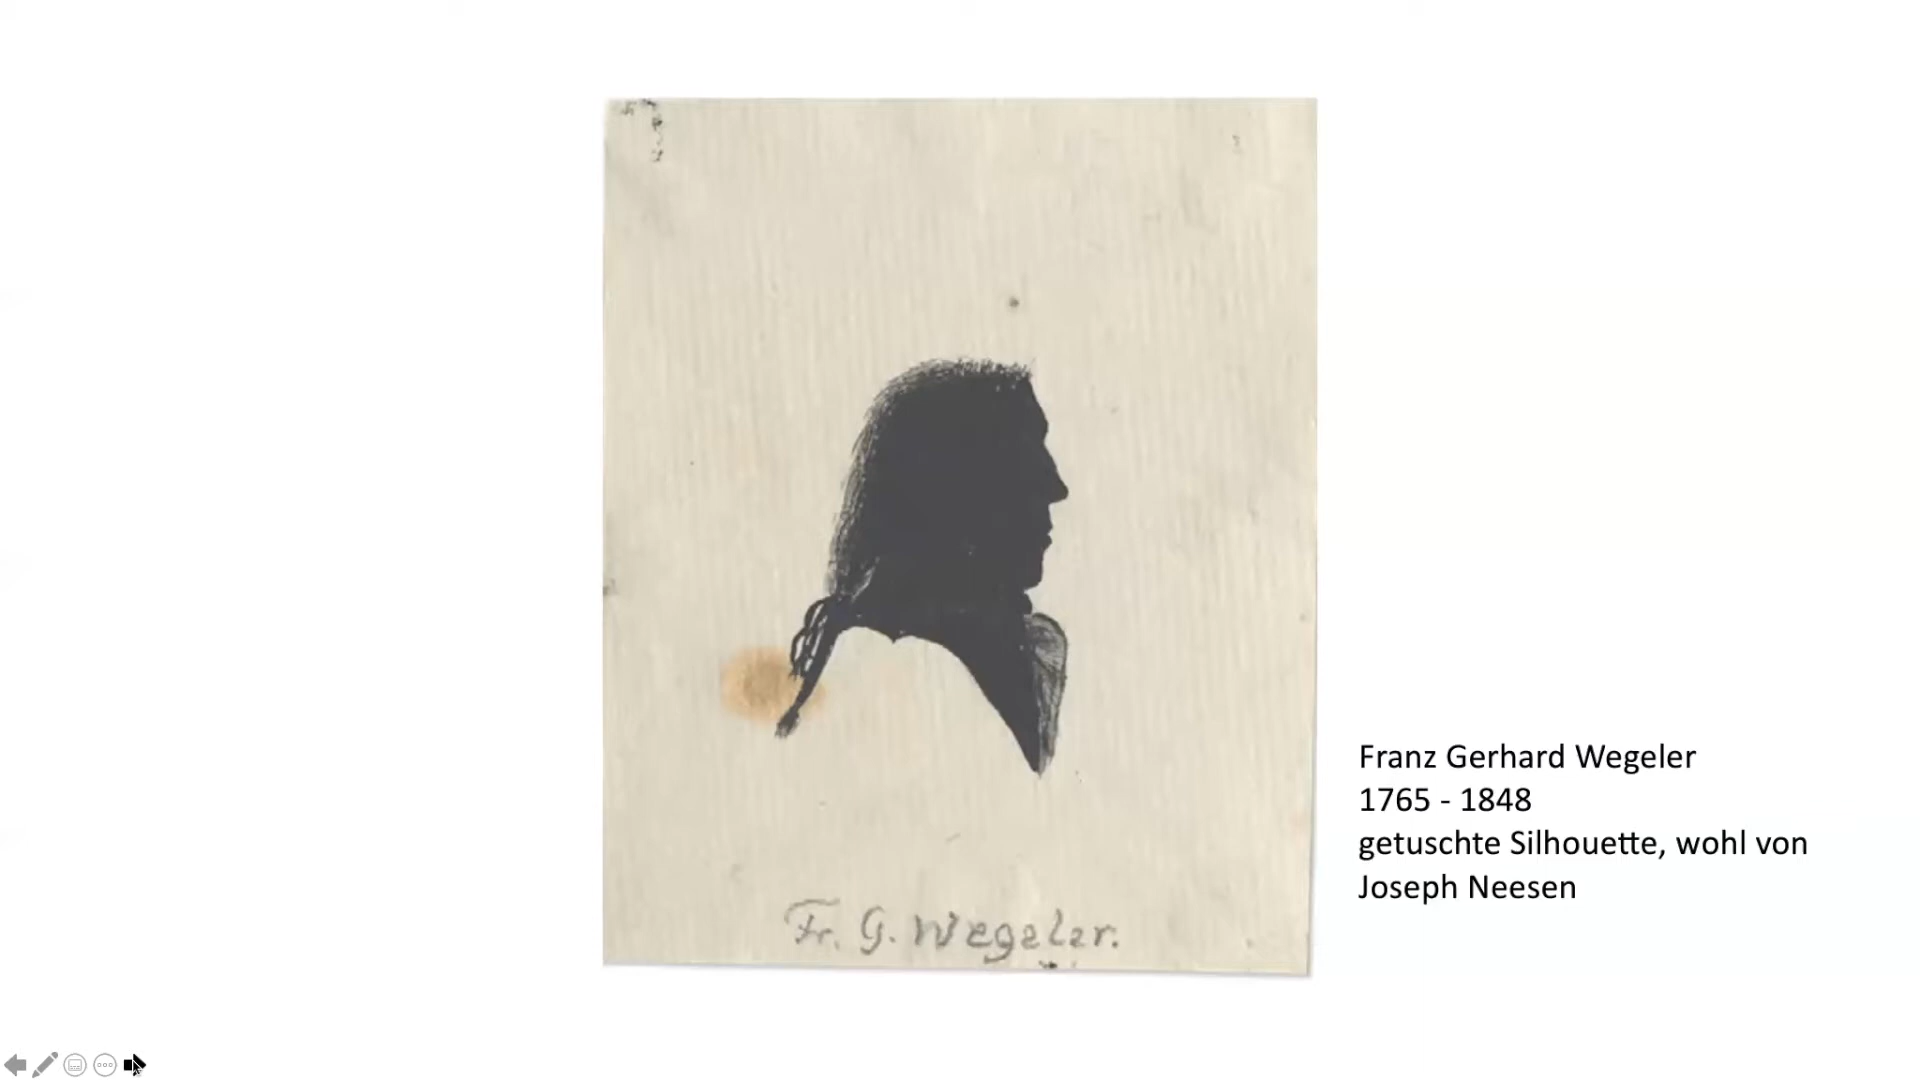 Fr. G. Wegeler.
Franz Gerhard Wegeler
1765 - 1848
getuschte Silhouette, wohl von
Joseph Neesen